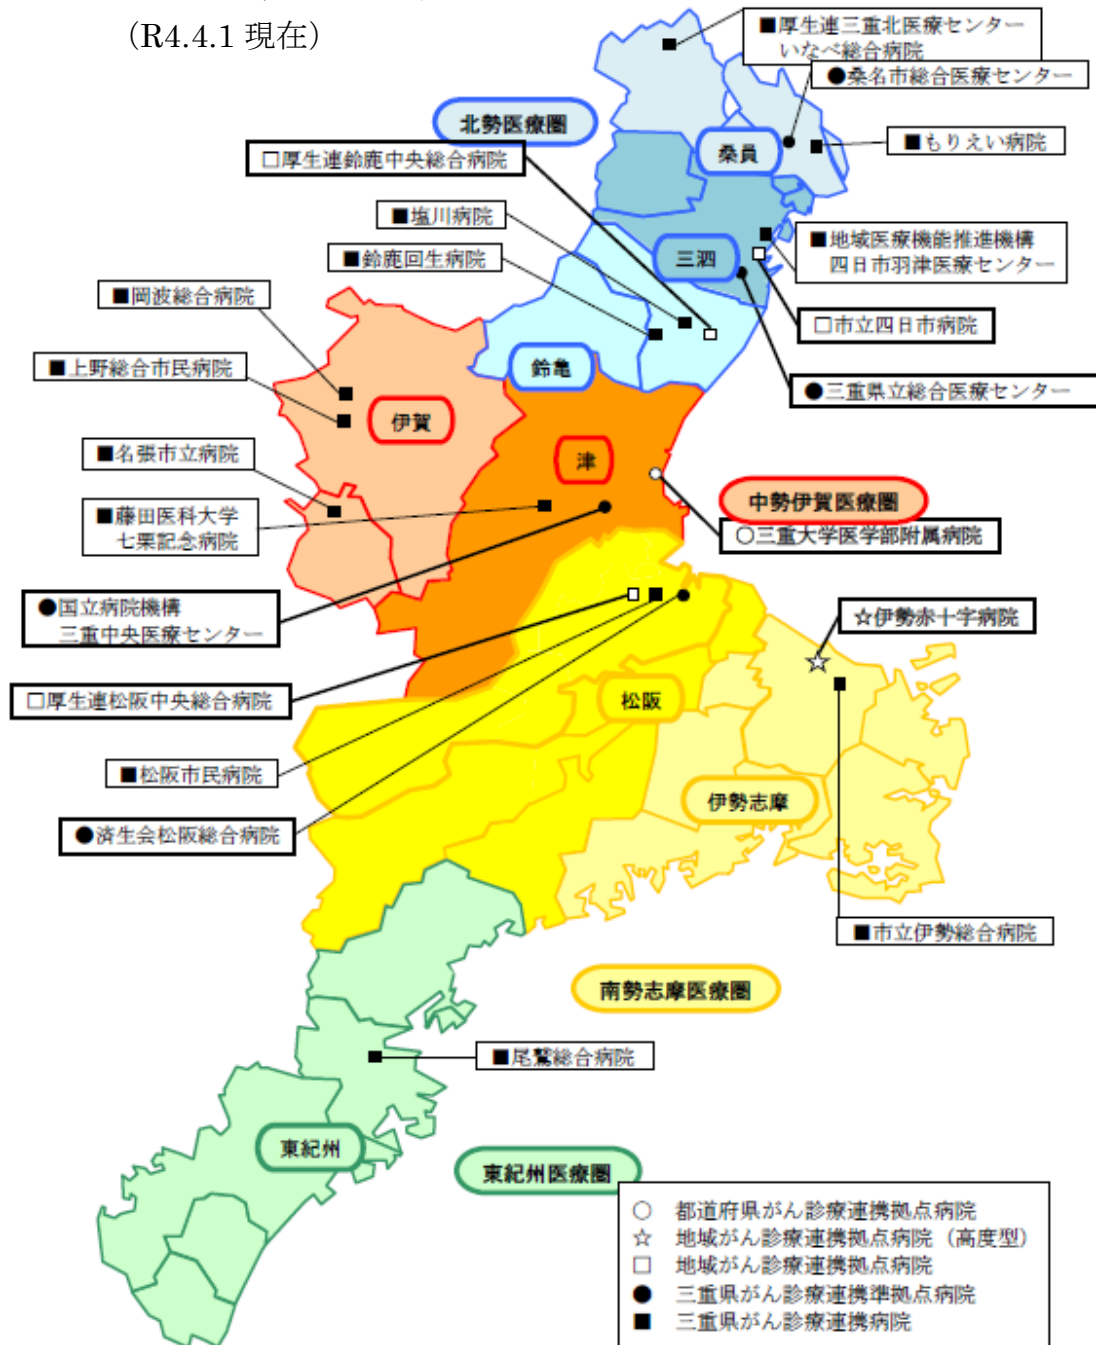 （R4.4.1 現在）
■厚生連三重北医療センター
いなべ総合病院
●桑名市総合医療センター
北勢医療圏
□厚生連鈴鹿中央総合病院
桑員
■もりえい病院
■塩川病院
■鈴鹿回生病院
三泗
■地域医療機能推進機構
四日市羽津医療センター
■岡波総合病院
□市立四日市病院
■上野総合市民病院
鈴亀
●三重県立総合医療センター
伊賀
■名張市立病院
津
中勢伊賀医療圏
■藤田医科大学
七栗記念病院
○三重大学医学部附属病院
●国立病院機構
三重中央医療センター
☆伊勢赤十字病院
□厚生連松阪中央総合病院
松阪
■松阪市民病院
伊勢志摩
●済生会松阪総合病院
■市立伊勢総合病院
南勢志摩医療圏
■尾鷲総合病院
東紀州
東紀州医療圏
○ 都道府県がん診療連携拠点病院
☆ 地域がん診療連携拠点病院（高度型）
□ 地域がん診療連携拠点病院
● 三重県がん診療連携準拠点病院
■ 三重県がん診療連携病院